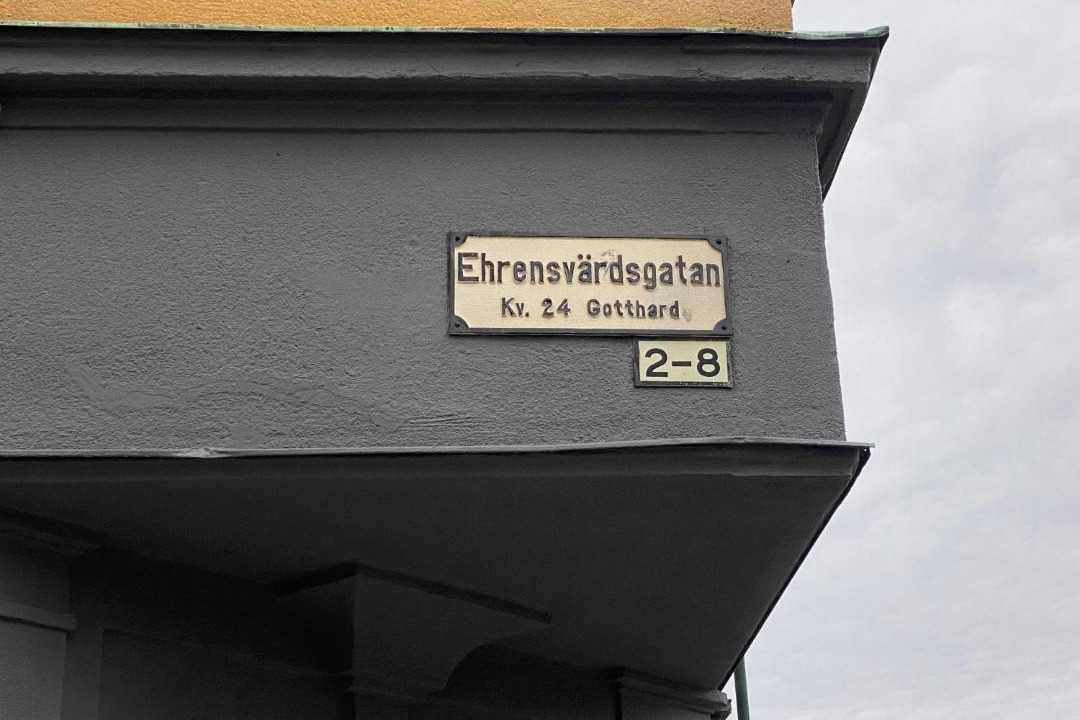 Ehrensvärdsgatan
Kv. 24 Gotthard
2-8